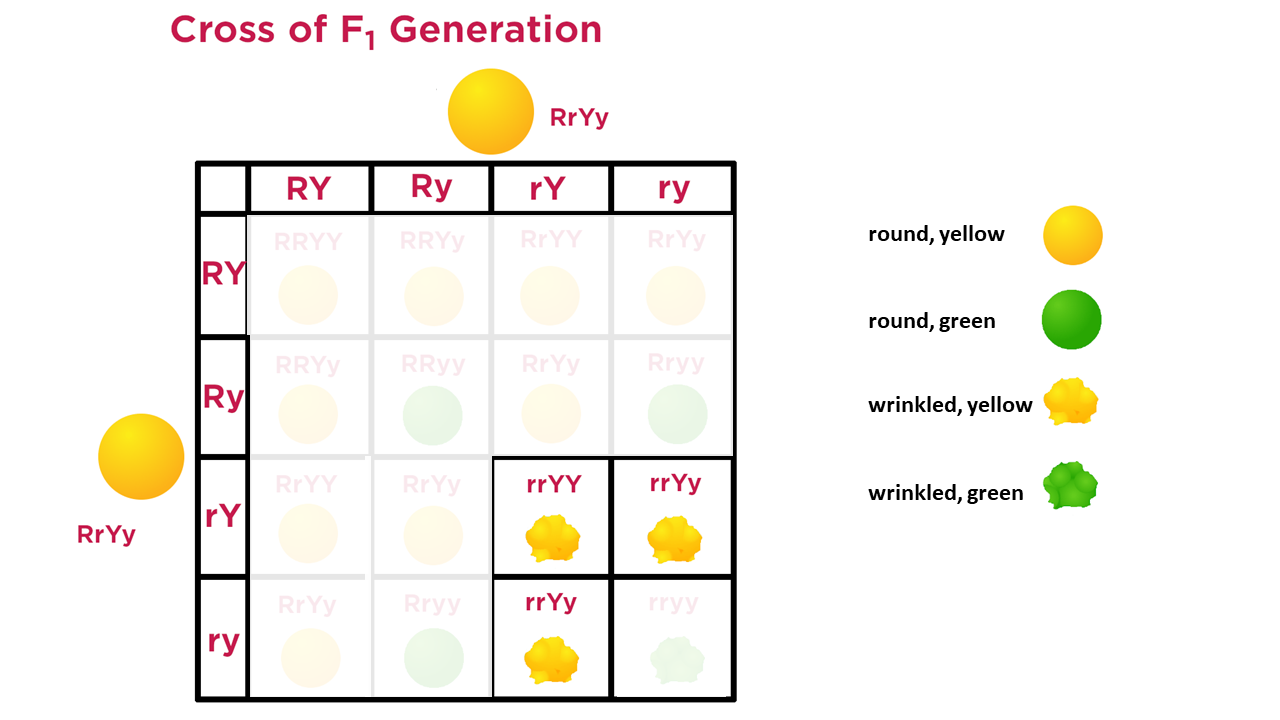 Cross of F₁ Generation
RrYy
RY Ry rY ry
RY RRYY RRYy RrYY RrYy
Ry RRYy RRyy RrYy Rryy
rY RrYY RrYy rrYY rrYy
ry RrYy Rryy rrYy rryy
RrYy
round, yellow
round, green
wrinkled, yellow
wrinkled, green